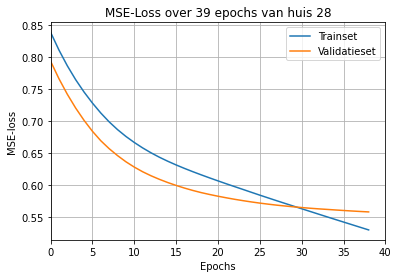 MSE-Loss over 39 epochs van huis 28
Trainset
Validatieset
MSE-loss
0.85
0.80
0.75
0.70
0.65
0.60
0.55
0 5 10 15 20 25 30 35 40
Epochs